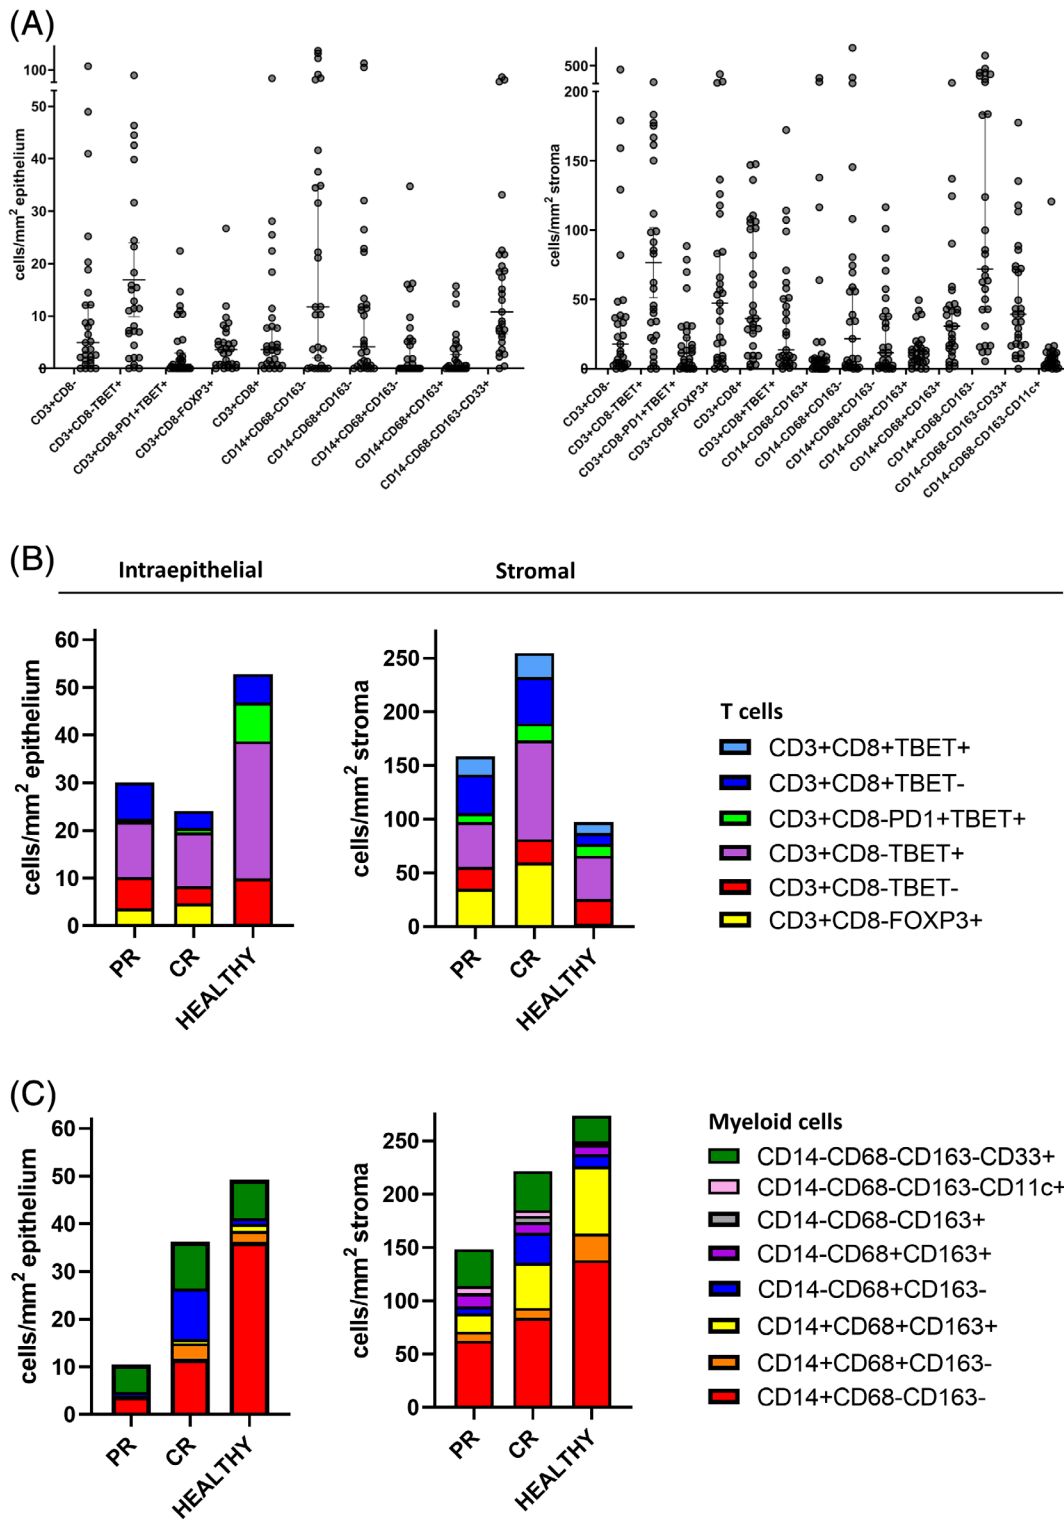 (A)
100
50
40
30
20
10
0
cells/mm² epithelium
CD3+CD8-
CD3+CD8-TBET+
CD3+CD8-PD1+TBET+
CD3+CD8-FOXP3+
CD3+CD8+
CD14+CD68-CD163-
CD14-CD68+CD163-
CD14+CD68+CD163-
CD14+CD68+CD163+
CD14-CD68-CD163-CD33+
500
200
150
100
50
0
cells/mm² stroma
CD3+CD8-
CD3+CD8-TBET+
CD3+CD8-PD1+TBET+
CD3+CD8-FOXP3+
CD3+CD8+
CD3+CD8+TBET+
CD14-CD68-CD163+
CD14-CD68+CD163-
CD14+CD68+CD163-
CD14-CD68+CD163+
CD14+CD68+CD163+
CD14+CD68-CD163-
CD14-CD68-CD163-CD33+
CD14-CD68-CD163-CD11c+
(B)
Intraepithelial
Stromal
60
50
40
30
20
10
0
cells/mm² epithelium
PR
CR
HEALTHY
250
200
150
100
50
0
cells/mm² stroma
PR
CR
HEALTHY
T cells
CD3+CD8+TBET+
CD3+CD8+TBET-
CD3+CD8-PD1+TBET+
CD3+CD8-TBET+
CD3+CD8-TBET-
CD3+CD8-FOXP3+
(C)
60
50
40
30
20
10
0
cells/mm² epithelium
PR
CR
HEALTHY
250
200
150
100
50
0
cells/mm² stroma
PR
CR
HEALTHY
Myeloid cells
CD14-CD68-CD163-CD33+
CD14-CD68-CD163-CD11c+
CD14-CD68-CD163+
CD14-CD68+CD163+
CD14-CD68+CD163-
CD14+CD68+CD163+
CD14+CD68+CD163-
CD14+CD68-CD163-